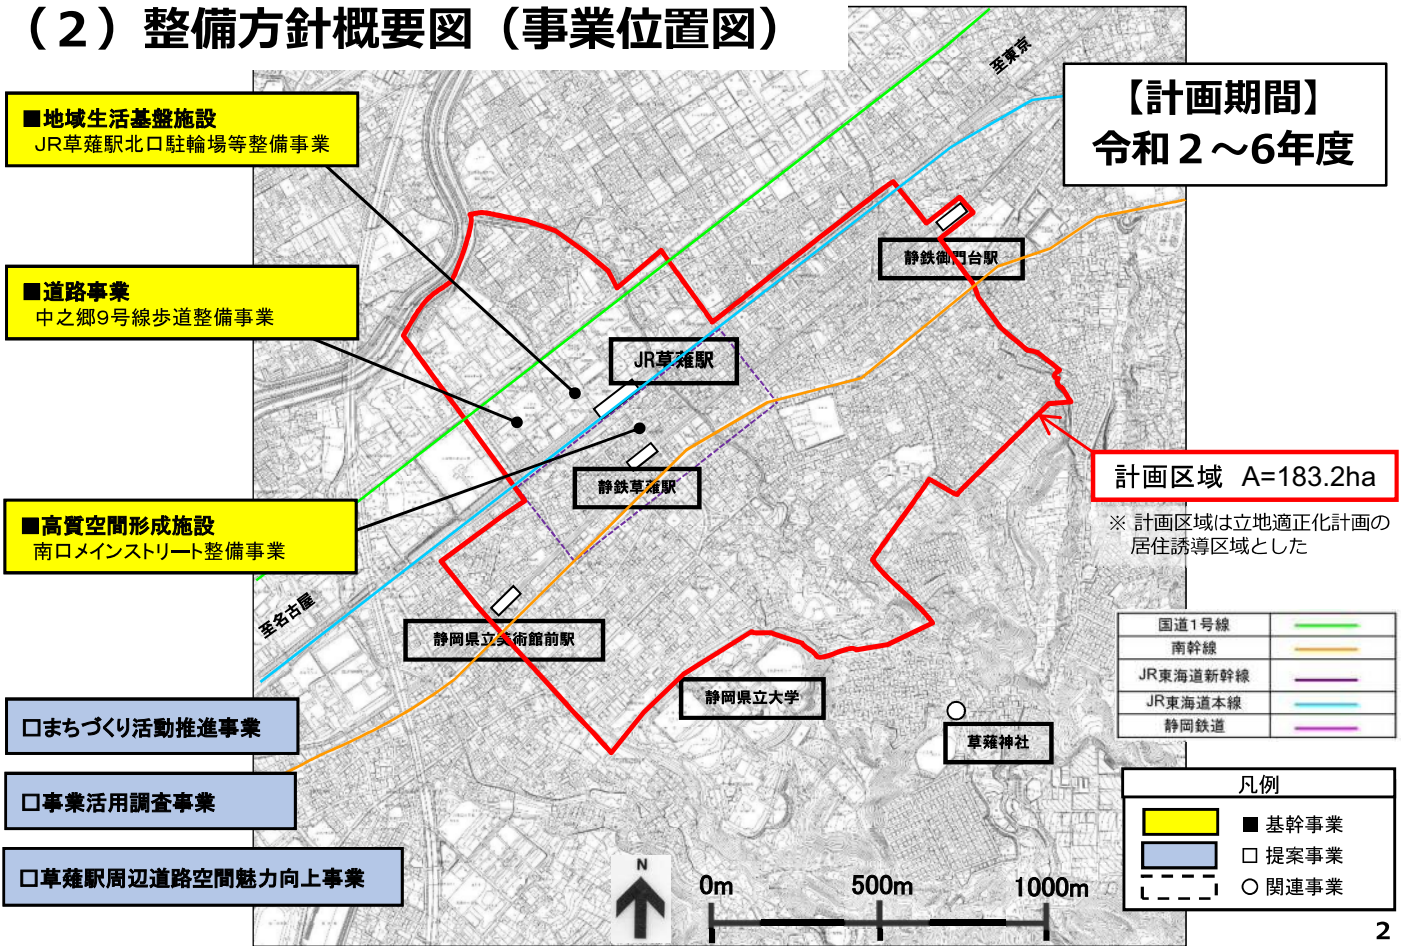 （２）整備方針概要図（事業位置図）
【計画期間】
令和２～6年度
■地域生活基盤施設
JR草薙駅北口駐輪場等整備事業
■道路事業
中之郷9号線歩道整備事業
■高質空間形成施設
南口メインストリート整備事業
至東京
静鉄御門台駅
JR草薙駅
静鉄草薙駅
計画区域 A=183.2ha
※ 計画区域は立地適正化計画の
居住誘導区域とした
至名古屋
静岡県立美術館前駅
静岡県立大学
草薙神社
国道1号線
南幹線
JR東海道新幹線
JR東海道本線
静岡鉄道
□まちづくり活動推進事業
□事業活用調査事業
□草薙駅周辺道路空間魅力向上事業
凡例
■ 基幹事業
□ 提案事業
○ 関連事業
N
0m 500m 1000m
2